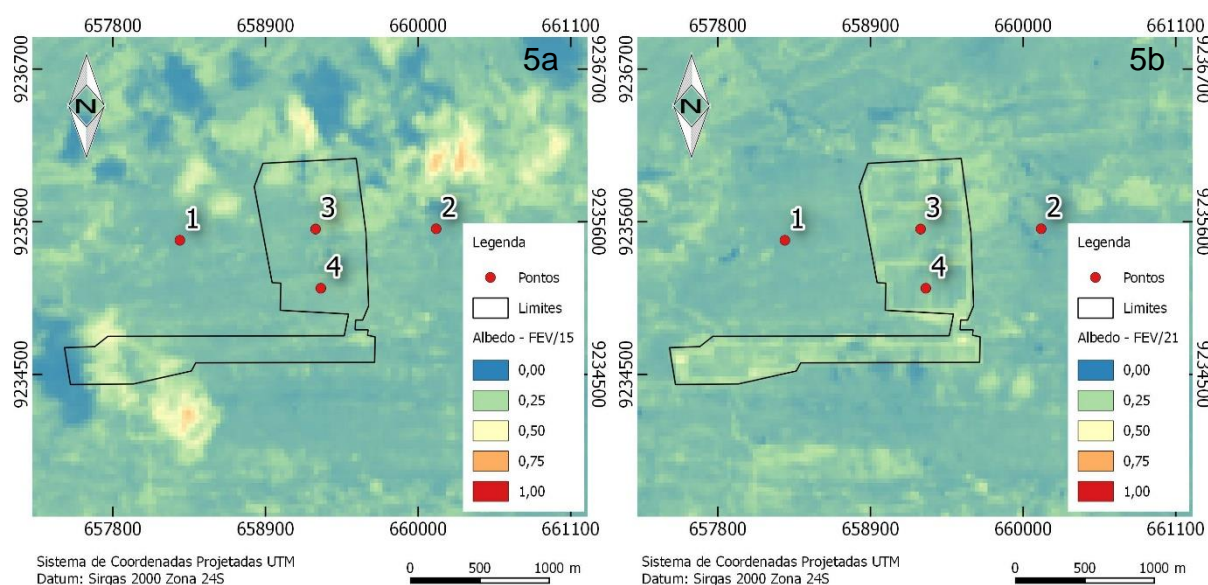 657800 658900 660000 661100
657800 658900 660000 661100
5a
5b
N
N
9236700
9236700
9236700
9236700
1
3
2
4
1
3
2
4
9235600
9235600
9235600
9235600
9234500
9234500
9234500
9234500
Legenda
Pontos
Limites
Albedo - FEV/15
0,00
0,25
0,50
0,75
1,00
Legenda
Pontos
Limites
Albedo - FEV/21
0,00
0,25
0,50
0,75
1,00
657800 658900 660000 661100
657800 658900 660000 661100
Sistema de Coordenadas Projetadas UTM
Datum: Sirgas 2000 Zona 24S
0 1000 m
Sistema de Coordenadas Projetadas UTM
Datum: Sirgas 2000 Zona 24S
0 1000 m